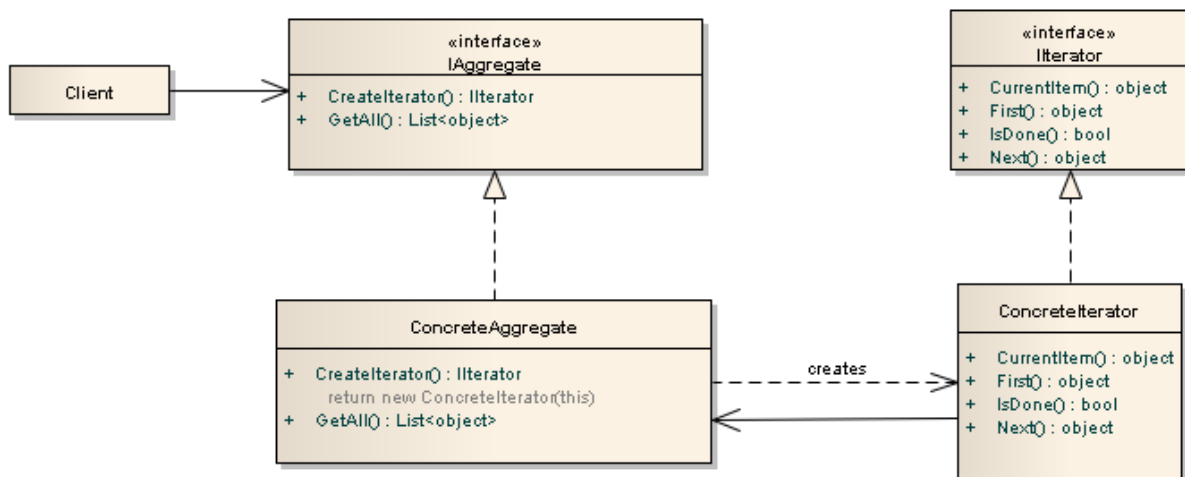 Client
«interface»
IAggregate
+ CreateIterator() : IIterator
+ GetAll() : List<object>
«interface»
IIterator
+ CurrentItem() : object
+ First() : object
+ IsDone() : bool
+ Next() : object
ConcreteAggregate
+ CreateIterator() : IIterator
return new ConcreteIterator(this)
+ GetAll() : List<object>
creates
ConcreteIterator
+ CurrentItem() : object
+ First() : object
+ IsDone() : bool
+ Next() : object